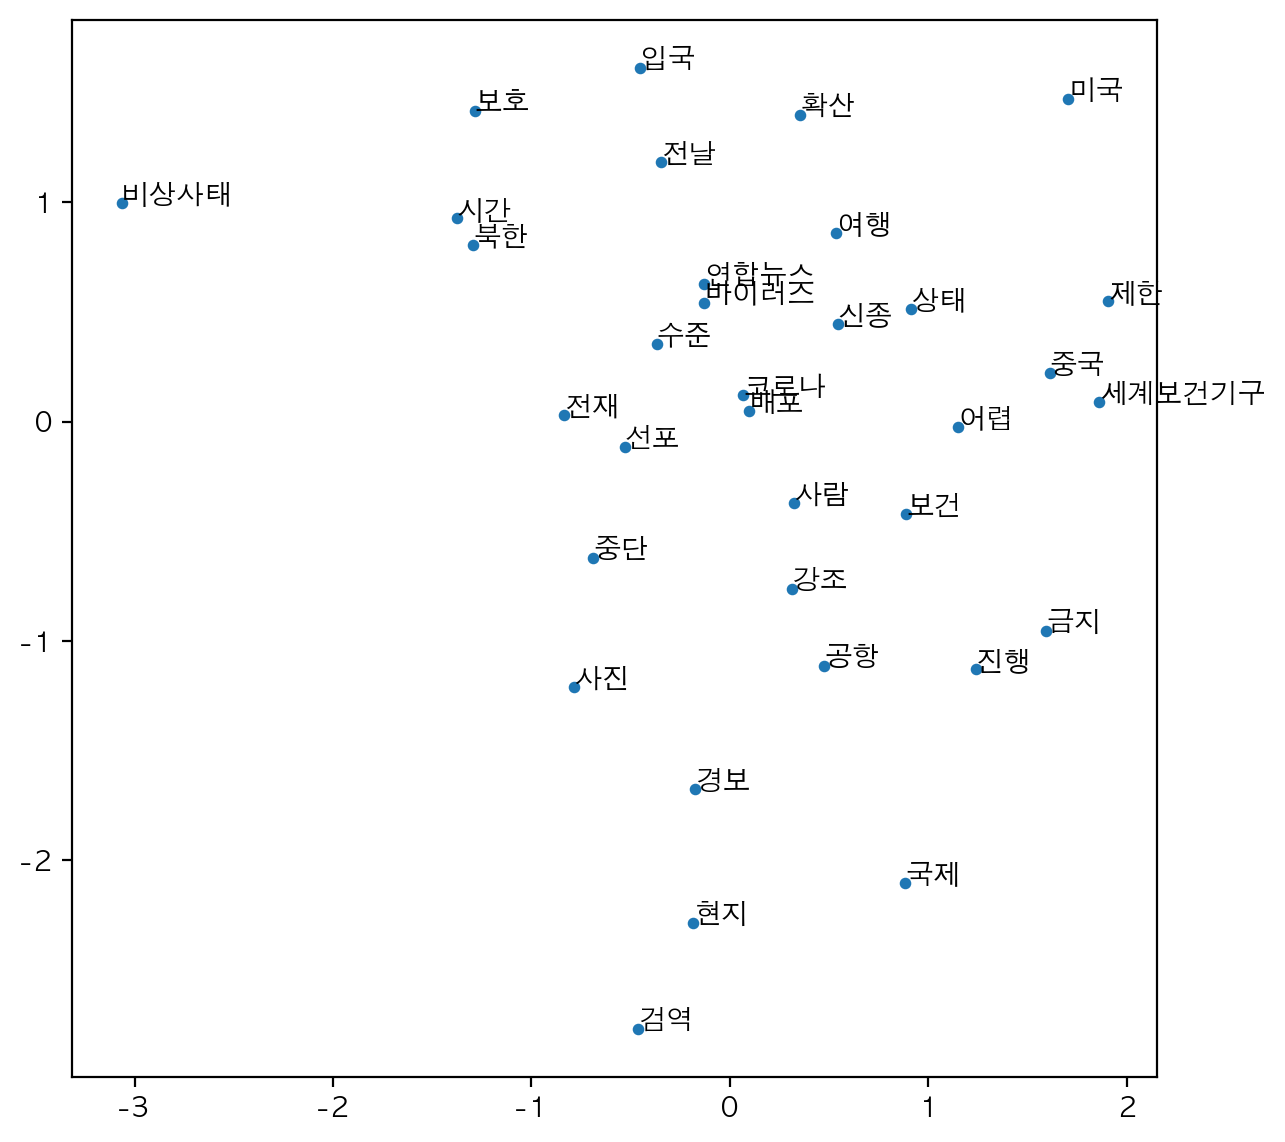 입국
미국
보호
확산
전날
비상사태
시간
여행
북한
연합뉴스
바이러스
제한
상태
신종
수준
중국
코로나
세계보건기구
배포
전재
어렵
선포
사람
보건
중단
강조
금지
공항
진행
사진
경보
국제
현지
검역
1
0
-1
-2
-3 -2 -1 0 1 2